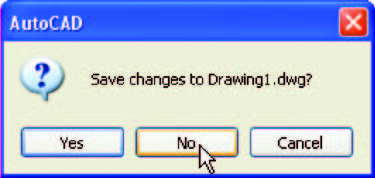 AutoCAD
Save changes to Drawing1.dwg?
Yes No Cancel